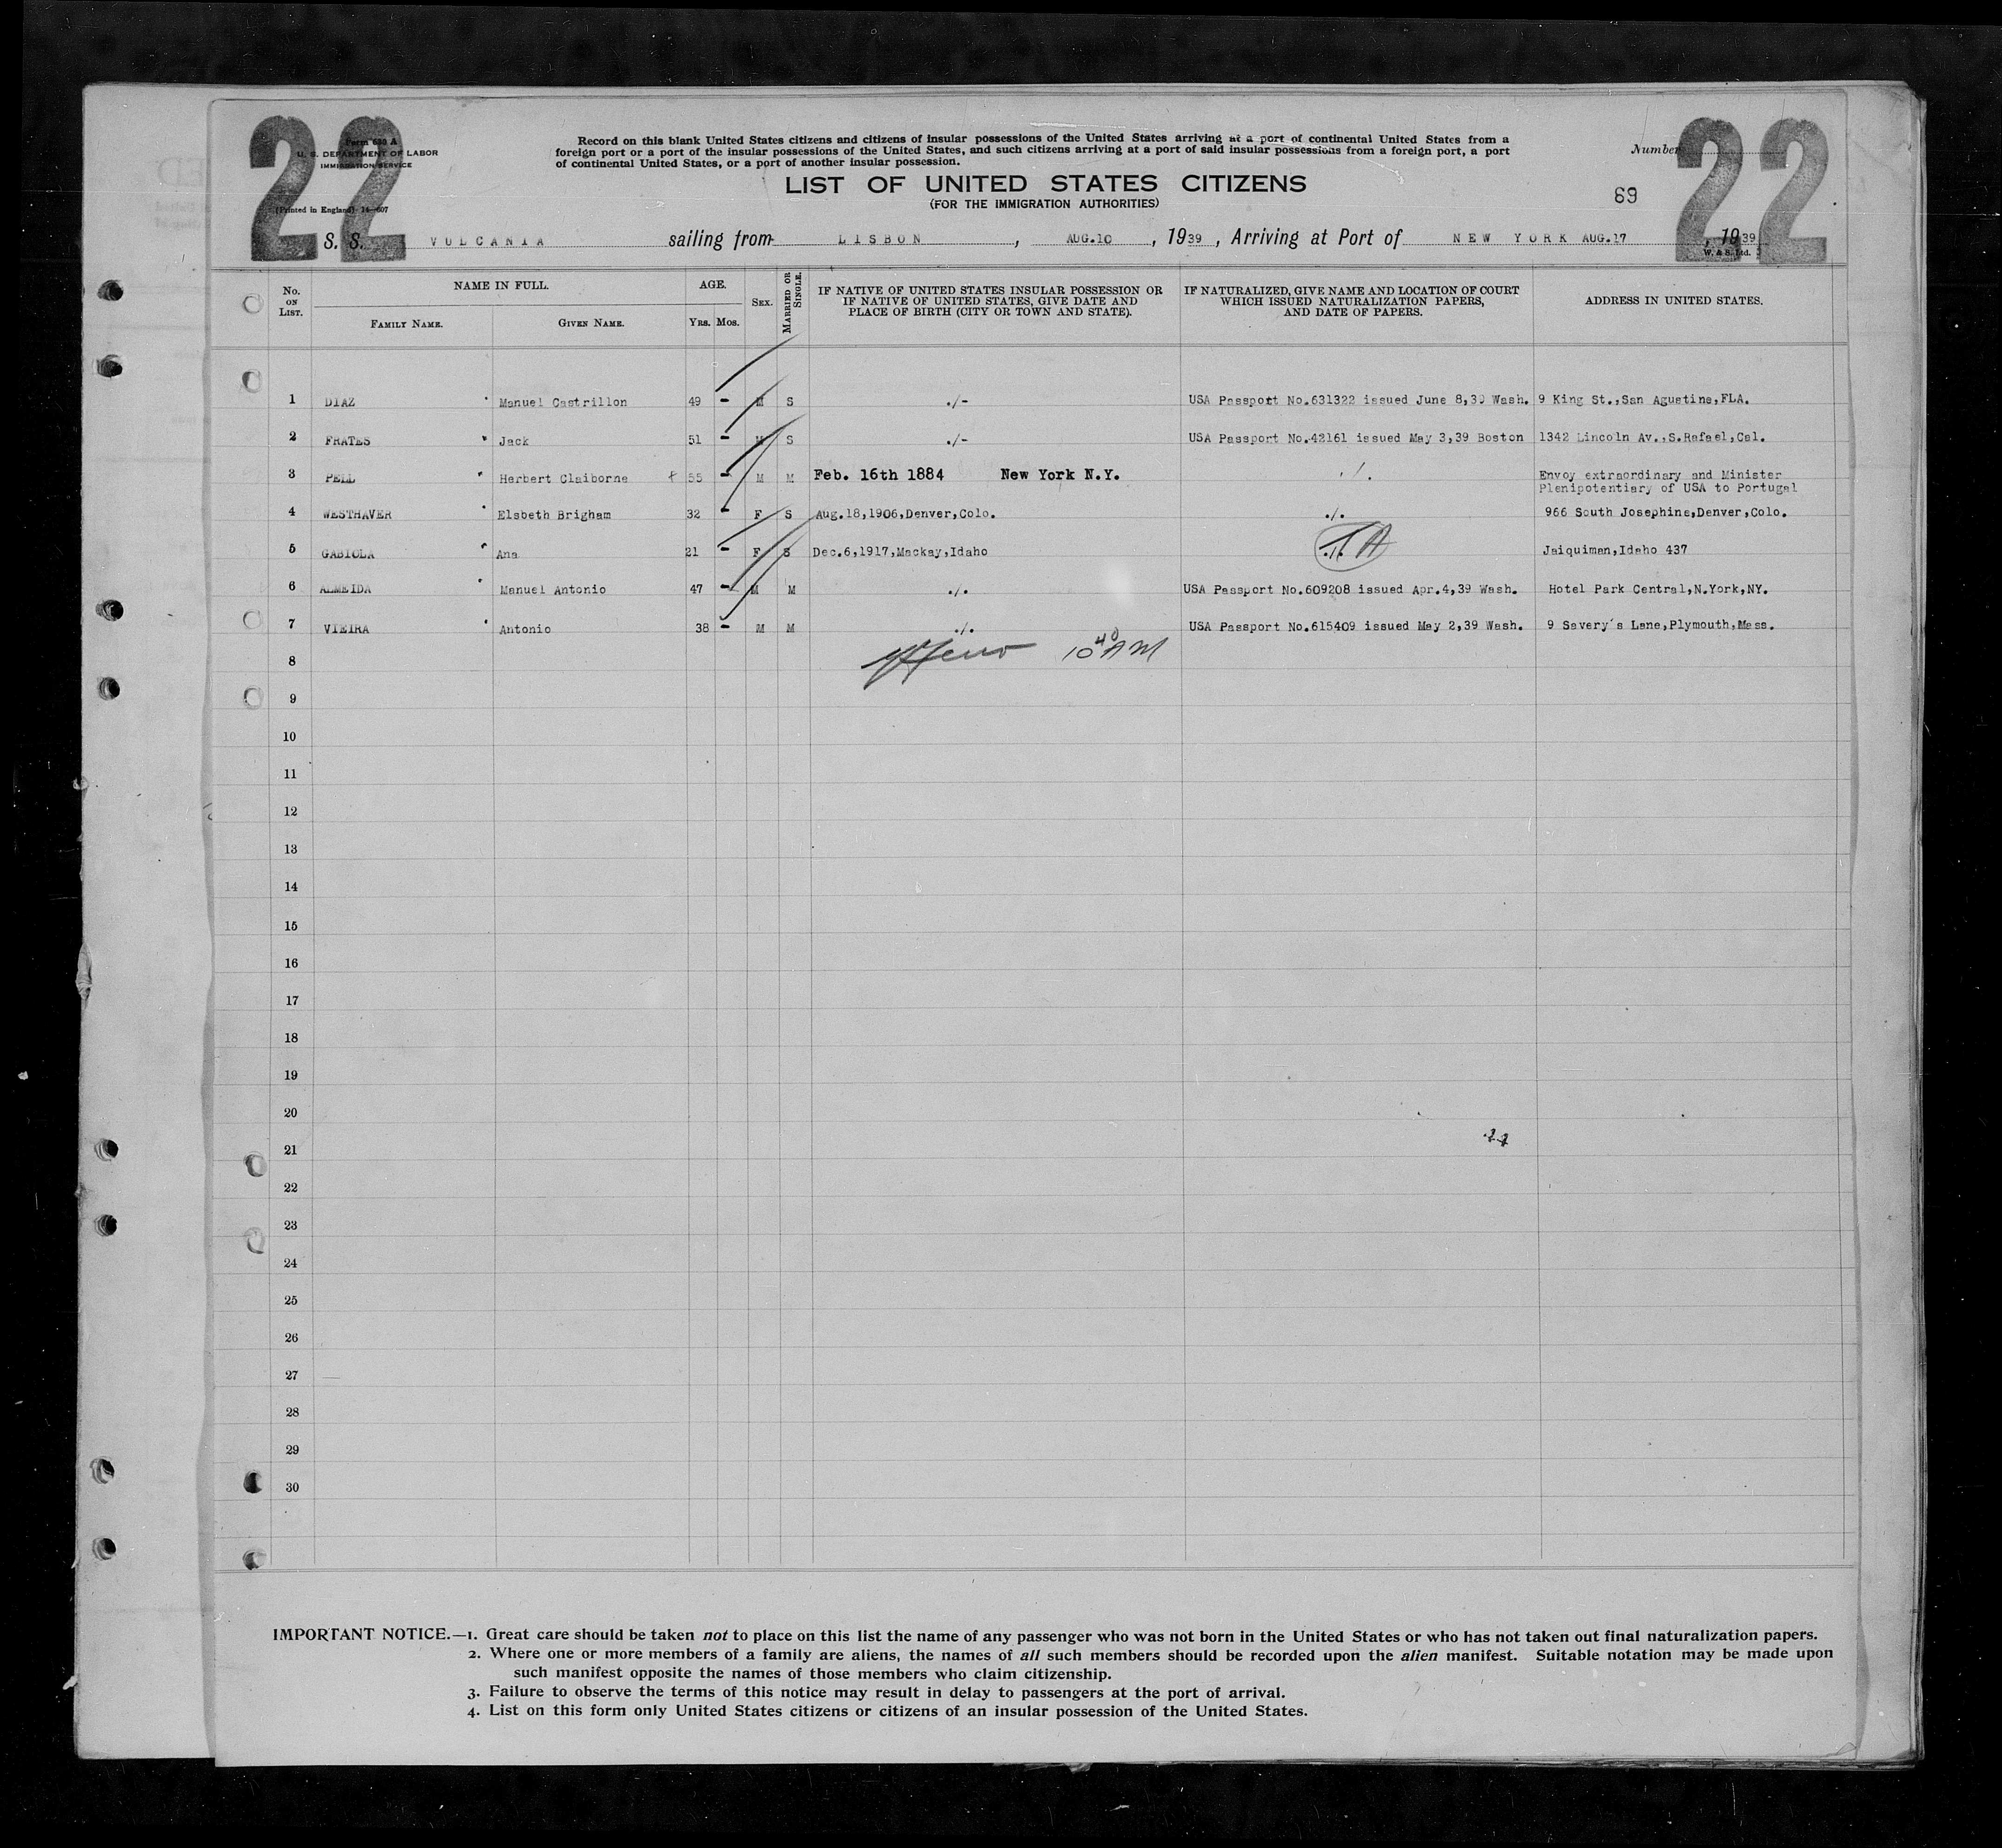 22
22
Form 630 A
U. S. DEPARTMENT OF LABOR
IMMIGRATION SERVICE
(Printed in England) 14—607
Record on this blank United States citizens and citizens of insular possessions of the United States arriving at a port of continental United States from a
foreign port or a port of the insular possessions of the United States, and such citizens arriving at a port of said insular possessions from a foreign port, a port
of continental United States, or a port of another insular possession.
Number
LIST OF UNITED STATES CITIZENS
(FOR THE IMMIGRATION AUTHORITIES)
69
S. S. VULCANIA sailing from LISBON, AUG.10, 1939, Arriving at Port of NEW YORK AUG.17, 1939
W. & S. Ltd.
No. ON LIST. NAME IN FULL. FAMILY NAME. GIVEN NAME. AGE. YRS. MOS. SEX. MARRIED OR SINGLE. IF NATIVE OF UNITED STATES INSULAR POSSESSION OR IF NATIVE OF UNITED STATES, GIVE DATE AND PLACE OF BIRTH (CITY OR TOWN AND STATE). IF NATURALIZED, GIVE NAME AND LOCATION OF COURT WHICH ISSUED NATURALIZATION PAPERS, AND DATE OF PAPERS. ADDRESS IN UNITED STATES.
1 DIAZ Manuel Castrillon 49 - M S ./- USA Passport No.631322 issued June 8,39 Wash. 9 King St.,San Agustine,FLA.
2 FRATES Jack 51 - M S ./- USA Passport No.42161 issued May 3,39 Boston 1342 Lincoln Av.,S.Rafael,Cal.
3 PELL Herbert Claiborne 55 - M M Feb. 16th 1884 New York N.Y. ./. Envoy extraordinary and Minister
Plenipotentiary of USA to Portugal
4 WESTHAVER Elsbeth Brigham 32 - F S Aug.18,1906,Denver,Colo. ./. 966 South Josephine,Denver,Colo.
5 GABIOLA Ana 21 - F S Dec.6,1917,Mackay,Idaho ./. Jaiquiman,Idaho 437
6 ALMEIDA Manuel Antonio 47 - M M ./. USA Passport No.609208 issued Apr.4,39 Wash. Hotel Park Central,N.York,NY.
7 VIEIRA Antonio 38 - M M ./. USA Passport No.615409 issued May 2,39 Wash. 9 Savery's Lane,Plymouth,Mass.
8 10 40 AM
9
10
11
12
13
14
15
16
17
18
19
20
21
22
23
24
25
26
27
28
29
30
IMPORTANT NOTICE.—1. Great care should be taken not to place on this list the name of any passenger who was not born in the United States or who has not taken out final naturalization papers.
2. Where one or more members of a family are aliens, the names of all such members should be recorded upon the alien manifest. Suitable notation may be made upon
such manifest opposite the names of those members who claim citizenship.
3. Failure to observe the terms of this notice may result in delay to passengers at the port of arrival.
4. List on this form only United States citizens or citizens of an insular possession of the United States.